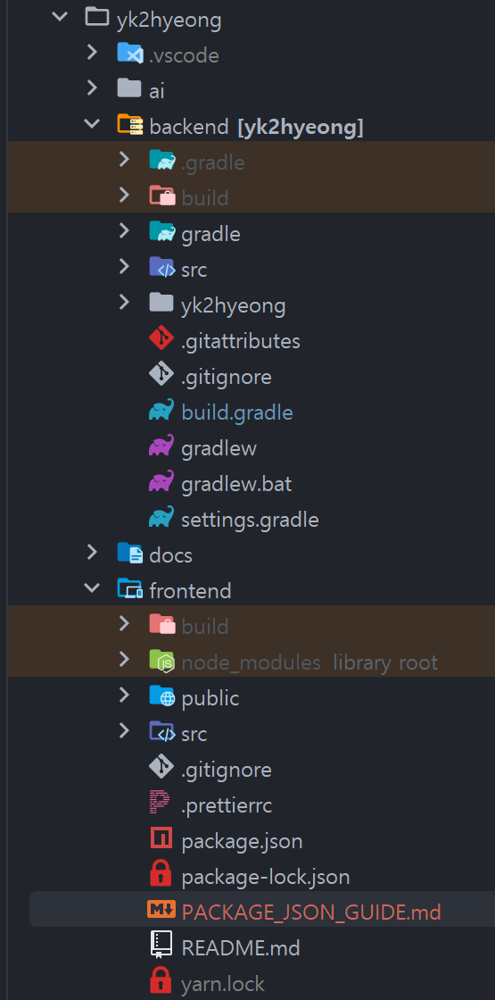 yk2hyeong
.vscode
ai
backend [yk2hyeong]
.gradle
build
gradle
src
yk2hyeong
.gitattributes
.gitignore
build.gradle
gradlew
gradlew.bat
settings.gradle
docs
frontend
build
node_modules library root
public
src
.gitignore
.prettierrc
package.json
package-lock.json
PACKAGE_JSON_GUIDE.md
README.md
yarn.lock